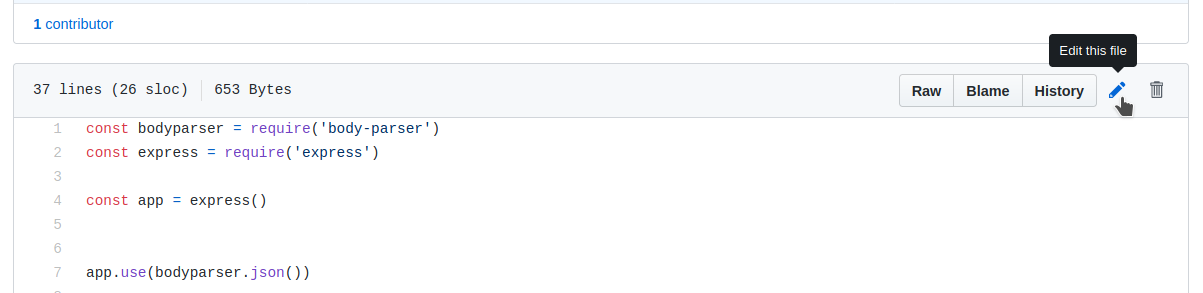 1 contributor
Edit this file
37 lines (26 sloc) 653 Bytes Raw Blame History
1 const bodyparser = require('body-parser')
2 const express = require('express')
3
4 const app = express()
5
6
7 app.use(bodyparser.json())